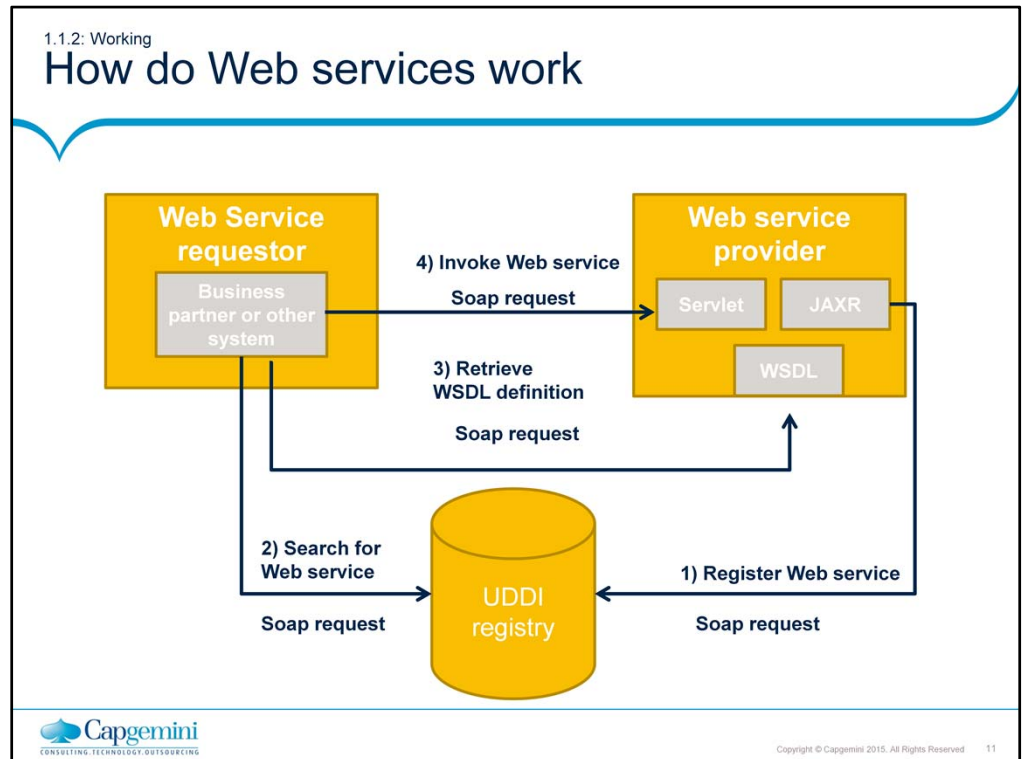 1.1.2: Working
How do Web services work
Web Service
requestor
Business
partner or other
system
4) Invoke Web service
Soap request
Web service
provider
Servlet
JAXR
WSDL
3) Retrieve
WSDL definition
Soap request
2) Search for
Web service
Soap request
UDDI
registry
1) Register Web service
Soap request
Capgemini
CONSULTING.TECHNOLOGY.OUTSOURCING
Copyright © Capgemini 2015. All Rights Reserved 11